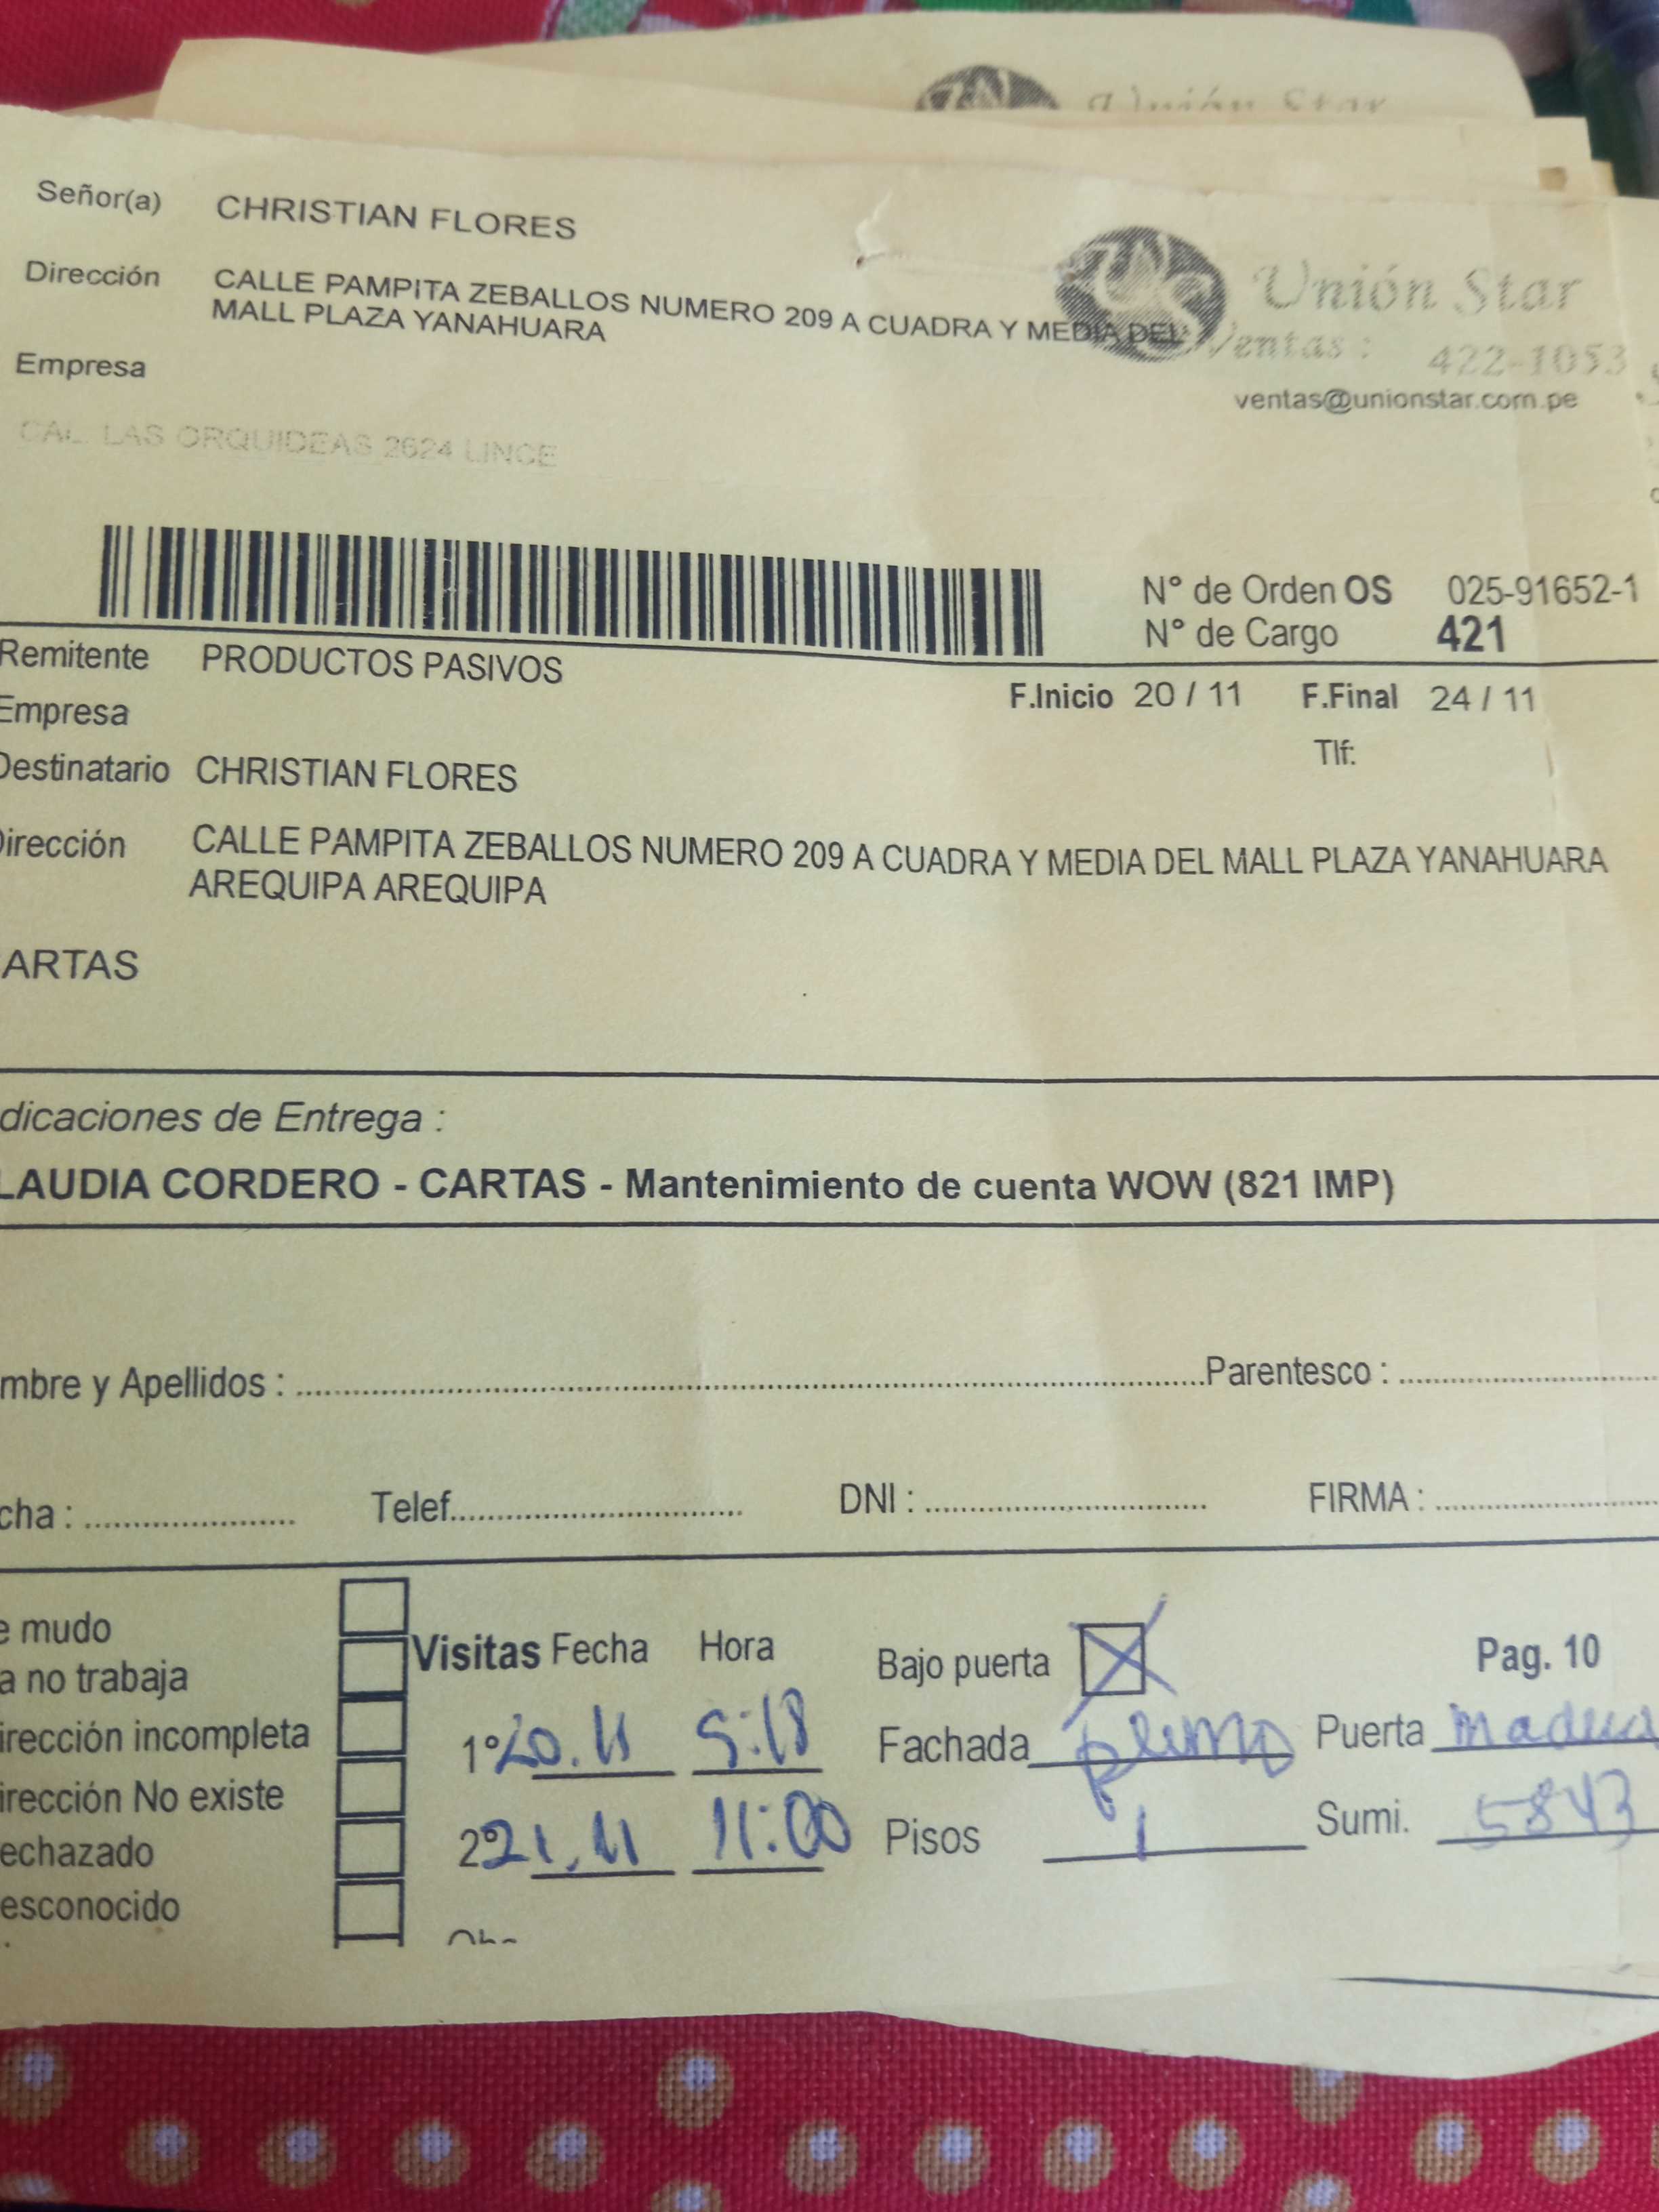 Unión Star
Señor(a) CHRISTIAN FLORES
Dirección CALLE PAMPITA ZEBALLOS NUMERO 209 A CUADRA Y MEDIA DEL
MALL PLAZA YANAHUARA
Unión Star
Ventas : 422-1053
ventas@unionstar.com.pe
Empresa
CAL. LAS ORQUIDEAS 2624 LINCE
N° de Orden OS 025-91652-1
N° de Cargo 421
Remitente PRODUCTOS PASIVOS
F.Inicio 20 / 11 F.Final 24 / 11
Empresa
Tlf:
Destinatario CHRISTIAN FLORES
Dirección CALLE PAMPITA ZEBALLOS NUMERO 209 A CUADRA Y MEDIA DEL MALL PLAZA YANAHUARA
AREQUIPA AREQUIPA
ARTAS
dicaciones de Entrega :
LAUDIA CORDERO - CARTAS - Mantenimiento de cuenta WOW (821 IMP)
mbre y Apellidos : Parentesco :
cha : Telef. DNI : FIRMA :
e mudo
a no trabaja
irección incompleta
irección No existe
echazado
esconocido
Visitas Fecha Hora
1° 20.11 9:18
2° 21.11 11:00
Bajo puerta X Pag. 10
Fachada plomo Puerta madera
Pisos 1 Sumi. 5843